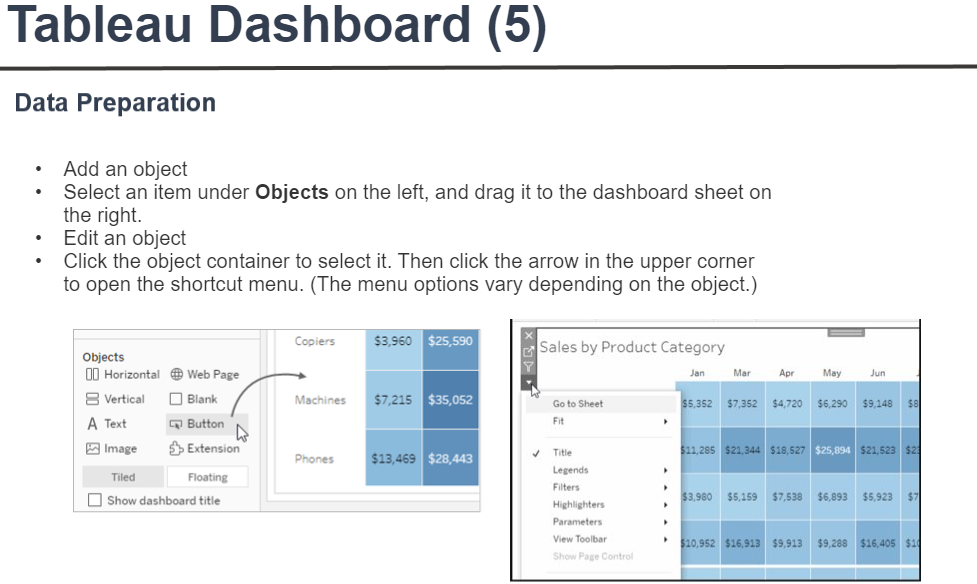 Tableau Dashboard (5)
Data Preparation
• Add an object
• Select an item under Objects on the left, and drag it to the dashboard sheet on
the right.
• Edit an object
• Click the object container to select it. Then click the arrow in the upper corner
to open the shortcut menu. (The menu options vary depending on the object.)
Objects
Horizontal Web Page
Vertical Blank
A Text Button
Image Extension
Tiled Floating
Show dashboard title
Copiers $3,960 $25,590
Machines $7,215 $35,052
Phones $13,469 $28,443
Sales by Product Category
Jan Mar Apr May Jun
Go to Sheet
Fit
Title
Legends
Filters
Highlighters
Parameters
View Toolbar
Show Page Control
$5,352 $7,352 $4,720 $6,290 $9,148
$11,285 $21,344 $18,527 $25,894 $21,523
$3,980 $5,159 $7,538 $6,893 $5,923
$10,952 $16,913 $9,913 $9,288 $16,405